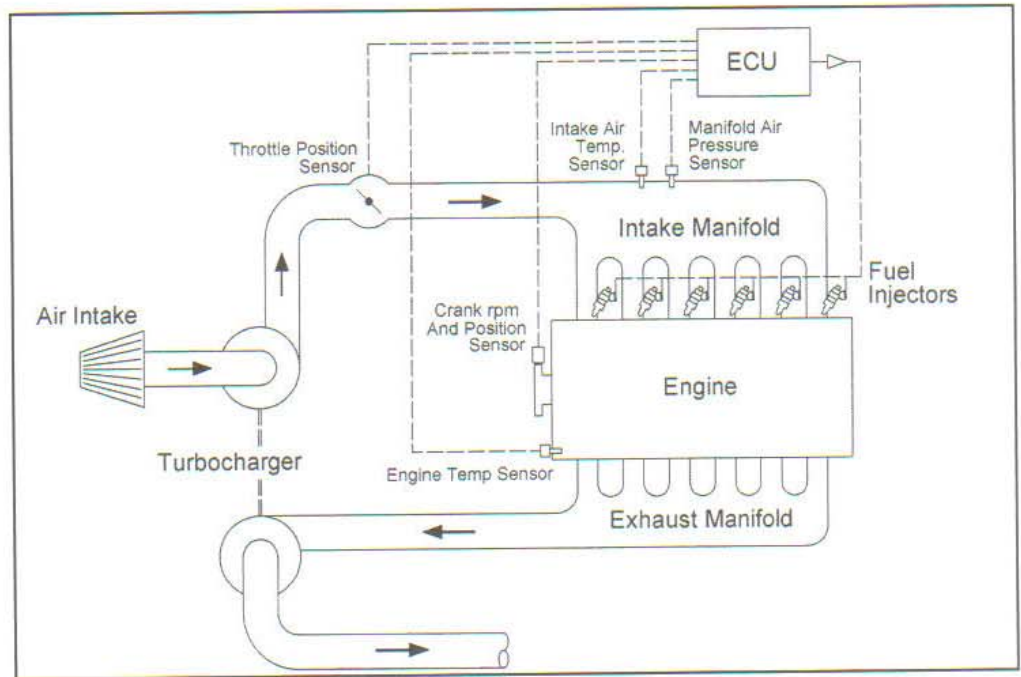 ECU
Intake Air
Temp.
Sensor
Manifold Air
Pressure
Sensor
Throttle Position
Sensor
Intake Manifold
Fuel
Injectors
Air Intake
Crank rpm
And Position
Sensor
Engine
Turbocharger
Engine Temp Sensor
Exhaust Manifold